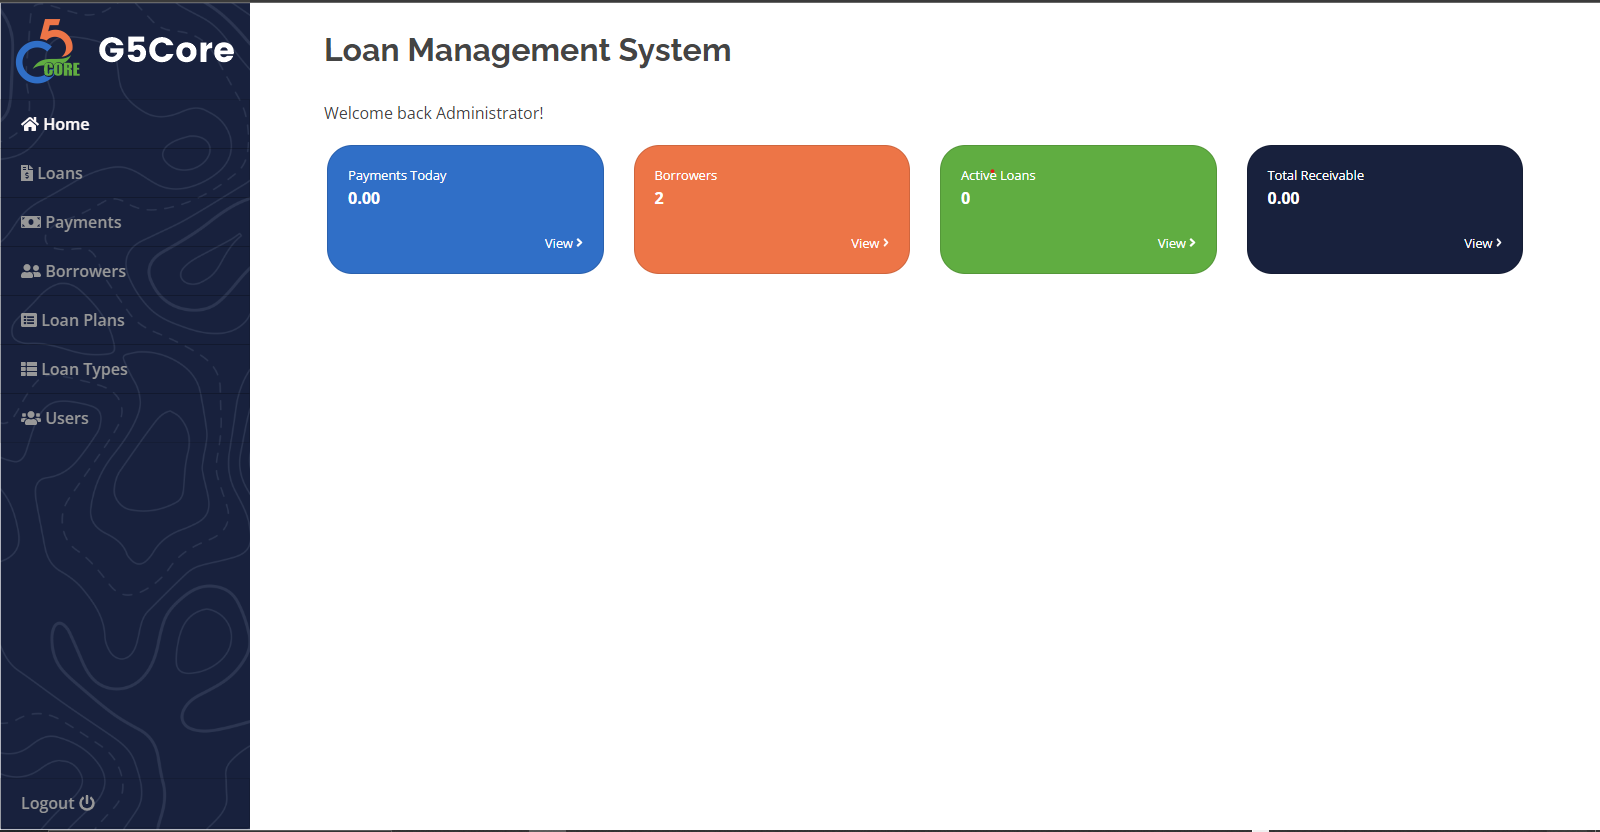 5
CORE
G5Core
Home
Loans
Payments
Borrowers
Loan Plans
Loan Types
Users
Logout
Loan Management System
Welcome back Administrator!
Payments Today
0.00
View
Borrowers
2
View
Active Loans
0
View
Total Receivable
0.00
View